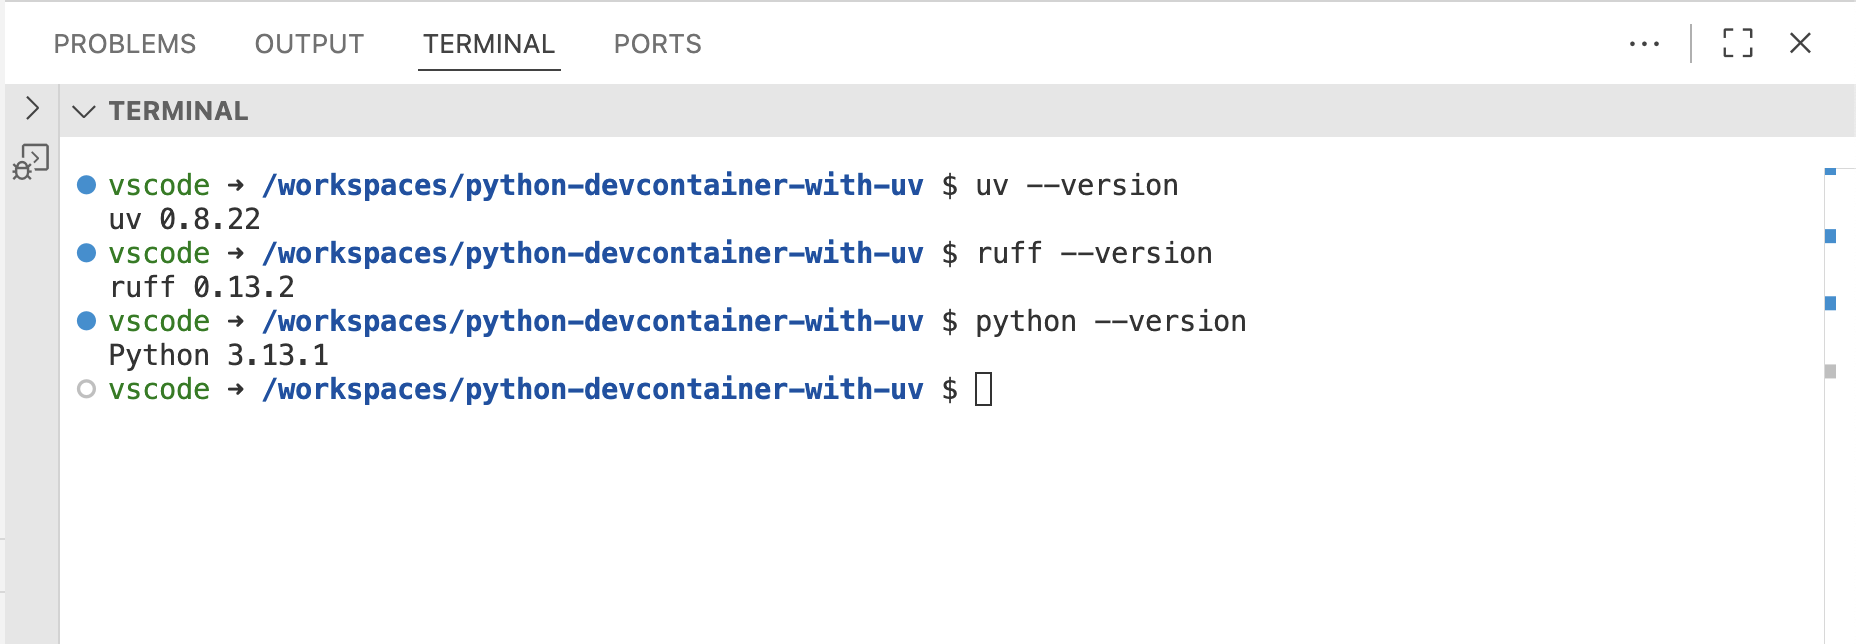 PROBLEMS OUTPUT TERMINAL PORTS
TERMINAL
vscode ➜ /workspaces/python-devcontainer-with-uv $ uv --version
uv 0.8.22
vscode ➜ /workspaces/python-devcontainer-with-uv $ ruff --version
ruff 0.13.2
vscode ➜ /workspaces/python-devcontainer-with-uv $ python --version
Python 3.13.1
vscode ➜ /workspaces/python-devcontainer-with-uv $